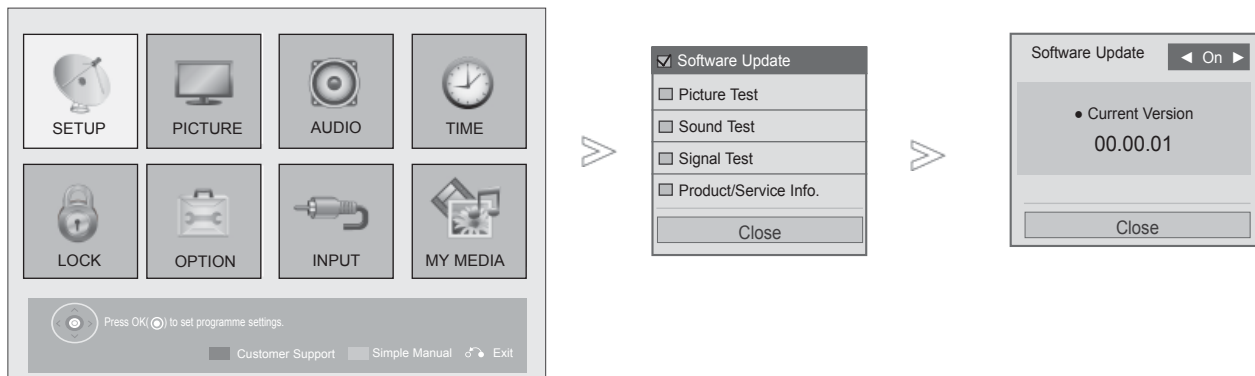 SETUP
PICTURE
AUDIO
TIME
LOCK
OPTION
INPUT
MY MEDIA
Press OK(◉) to set programme settings.
Customer Support Simple Manual Exit
Software Update
Picture Test
Sound Test
Signal Test
Product/Service Info.
Close
Software Update ◄ On ►
● Current Version
00.00.01
Close